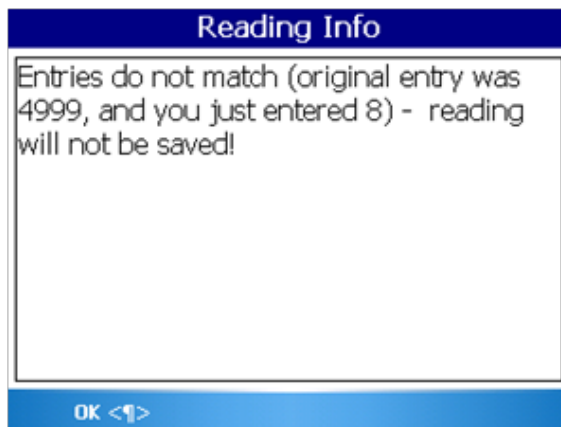 Reading Info
Entries do not match (original entry was
4999, and you just entered 8) -  reading
will not be saved!
OK <¶>